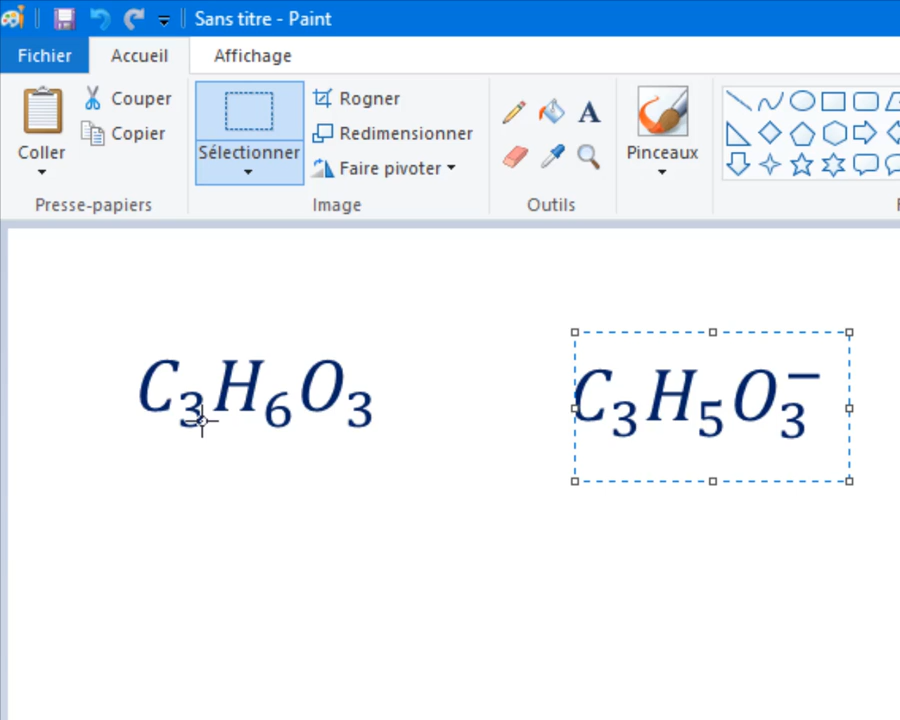 Sans titre - Paint
Fichier Accueil Affichage
Coller Couper Copier Sélectionner Rogner Redimensionner Faire pivoter A Pinceaux
Presse-papiers Image Outils
C₃H₆O₃ C₃H₅O₃⁻